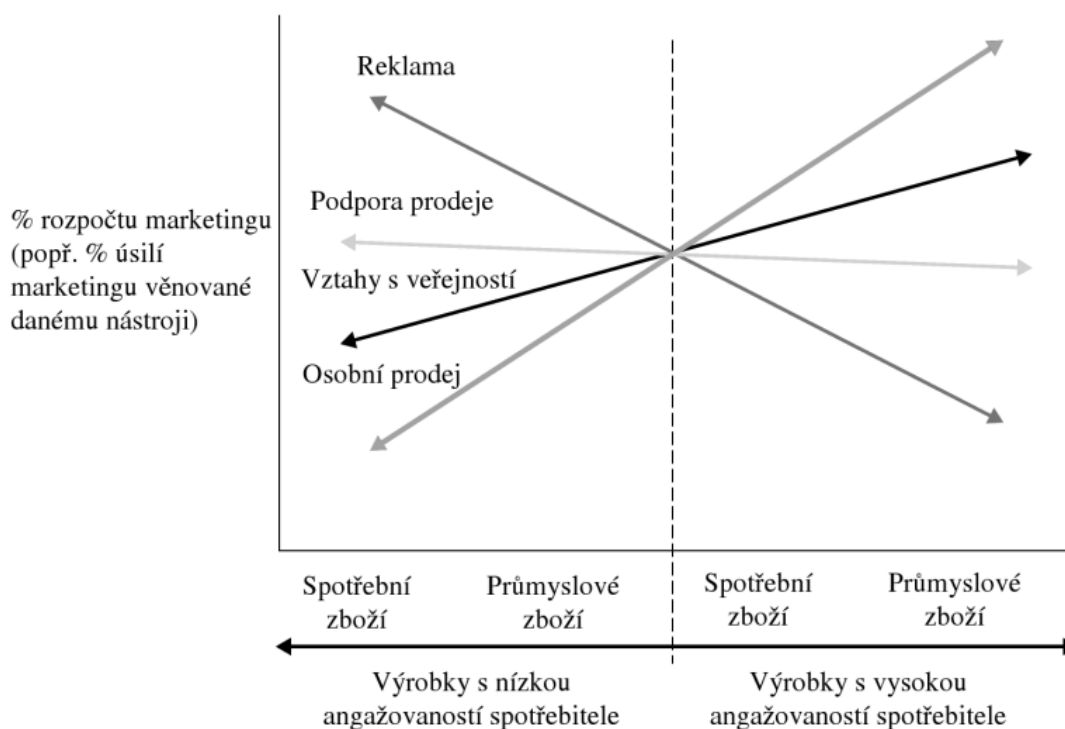 Reklama
Podpora prodeje
% rozpočtu marketingu
(popř. % úsilí
marketingu věnované
danému nástroji)
Vztahy s veřejností
Osobní prodej
Spotřební
zboží
Průmyslové
zboží
Spotřební
zboží
Průmyslové
zboží
Výrobky s nízkou
angažovaností spotřebitele
Výrobky s vysokou
angažovaností spotřebitele